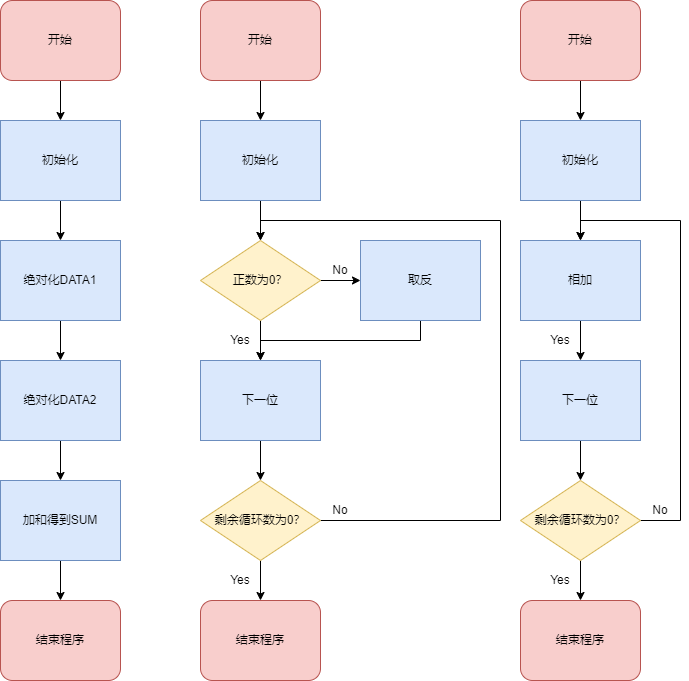 开始
初始化
绝对化DATA1
绝对化DATA2
加和得到SUM
结束程序
开始
初始化
正数为0?
No
取反
Yes
下一位
剩余循环数为0?
No
Yes
结束程序
开始
初始化
相加
Yes
下一位
剩余循环数为0?
No
Yes
结束程序